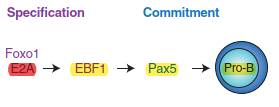 Specification Commitment
Foxo1
E2A EBF1 Pax5 Pro-B